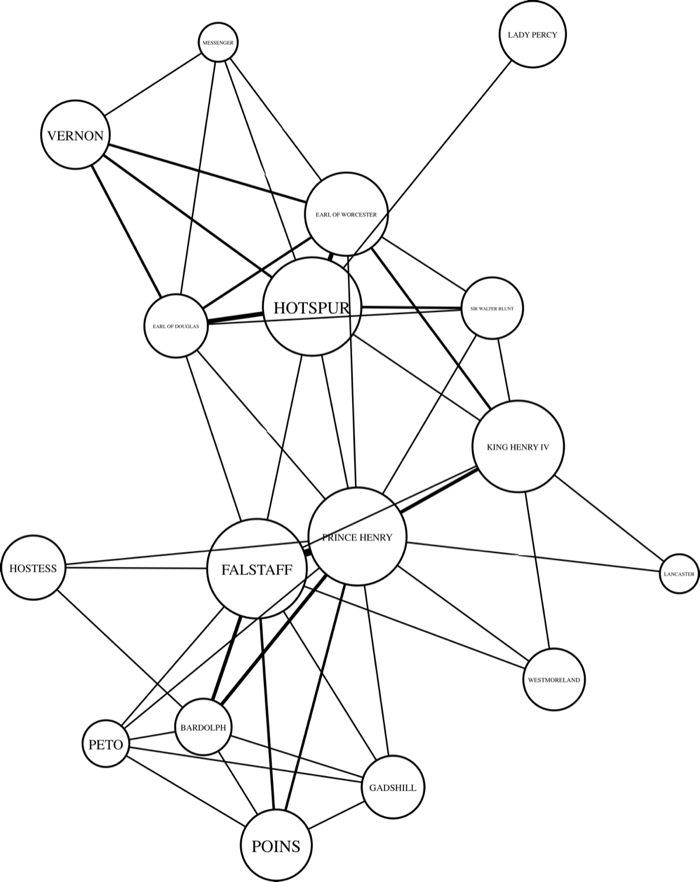 LADY PERCY
MESSENGER
VERNON
EARL OF WORCESTER
HOTSPUR
SIR WALTER BLUNT
EARL OF DOUGLAS
KING HENRY IV
PRINCE HENRY
HOSTESS
FALSTAFF
LANCASTER
WESTMORELAND
BARDOLPH
PETO
GADSHILL
POINS